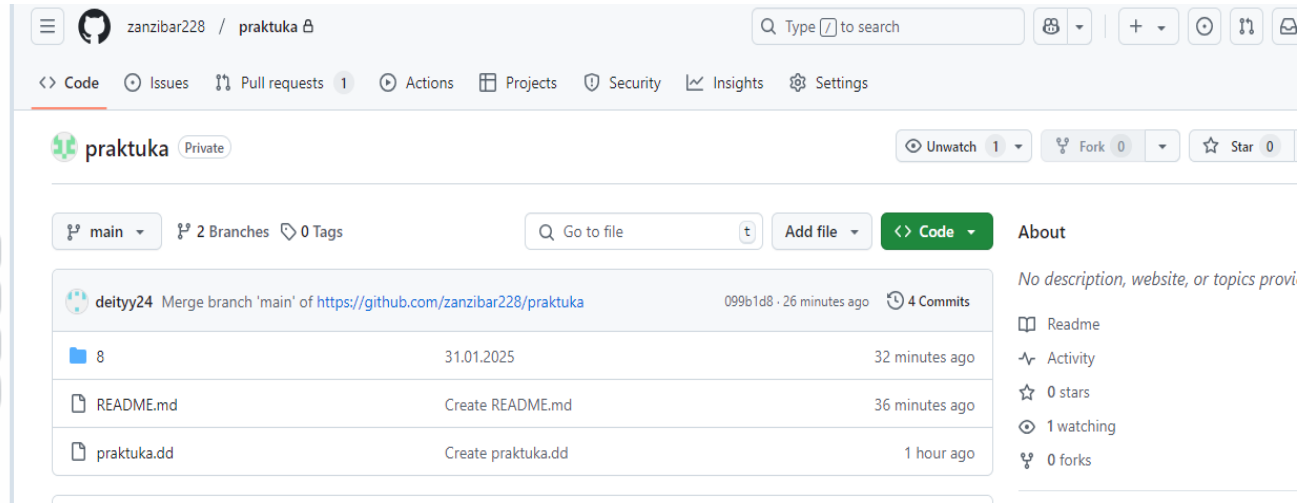 zanzibar228 / praktuka Type / to search
Code Issues Pull requests 1 Actions Projects Security Insights Settings
praktuka Private Unwatch 1 Fork 0 Star 0
main 2 Branches 0 Tags Go to file t Add file <> Code About
No description, website, or topics
deityy24 Merge branch 'main' of https://github.com/zanzibar228/praktuka 099b1d8 · 26 minutes ago 4 Commits
Readme
8 31.01.2025 32 minutes ago
Activity
0 stars
README.md Create README.md 36 minutes ago
1 watching
praktuka.dd Create praktuka.dd 1 hour ago
0 forks